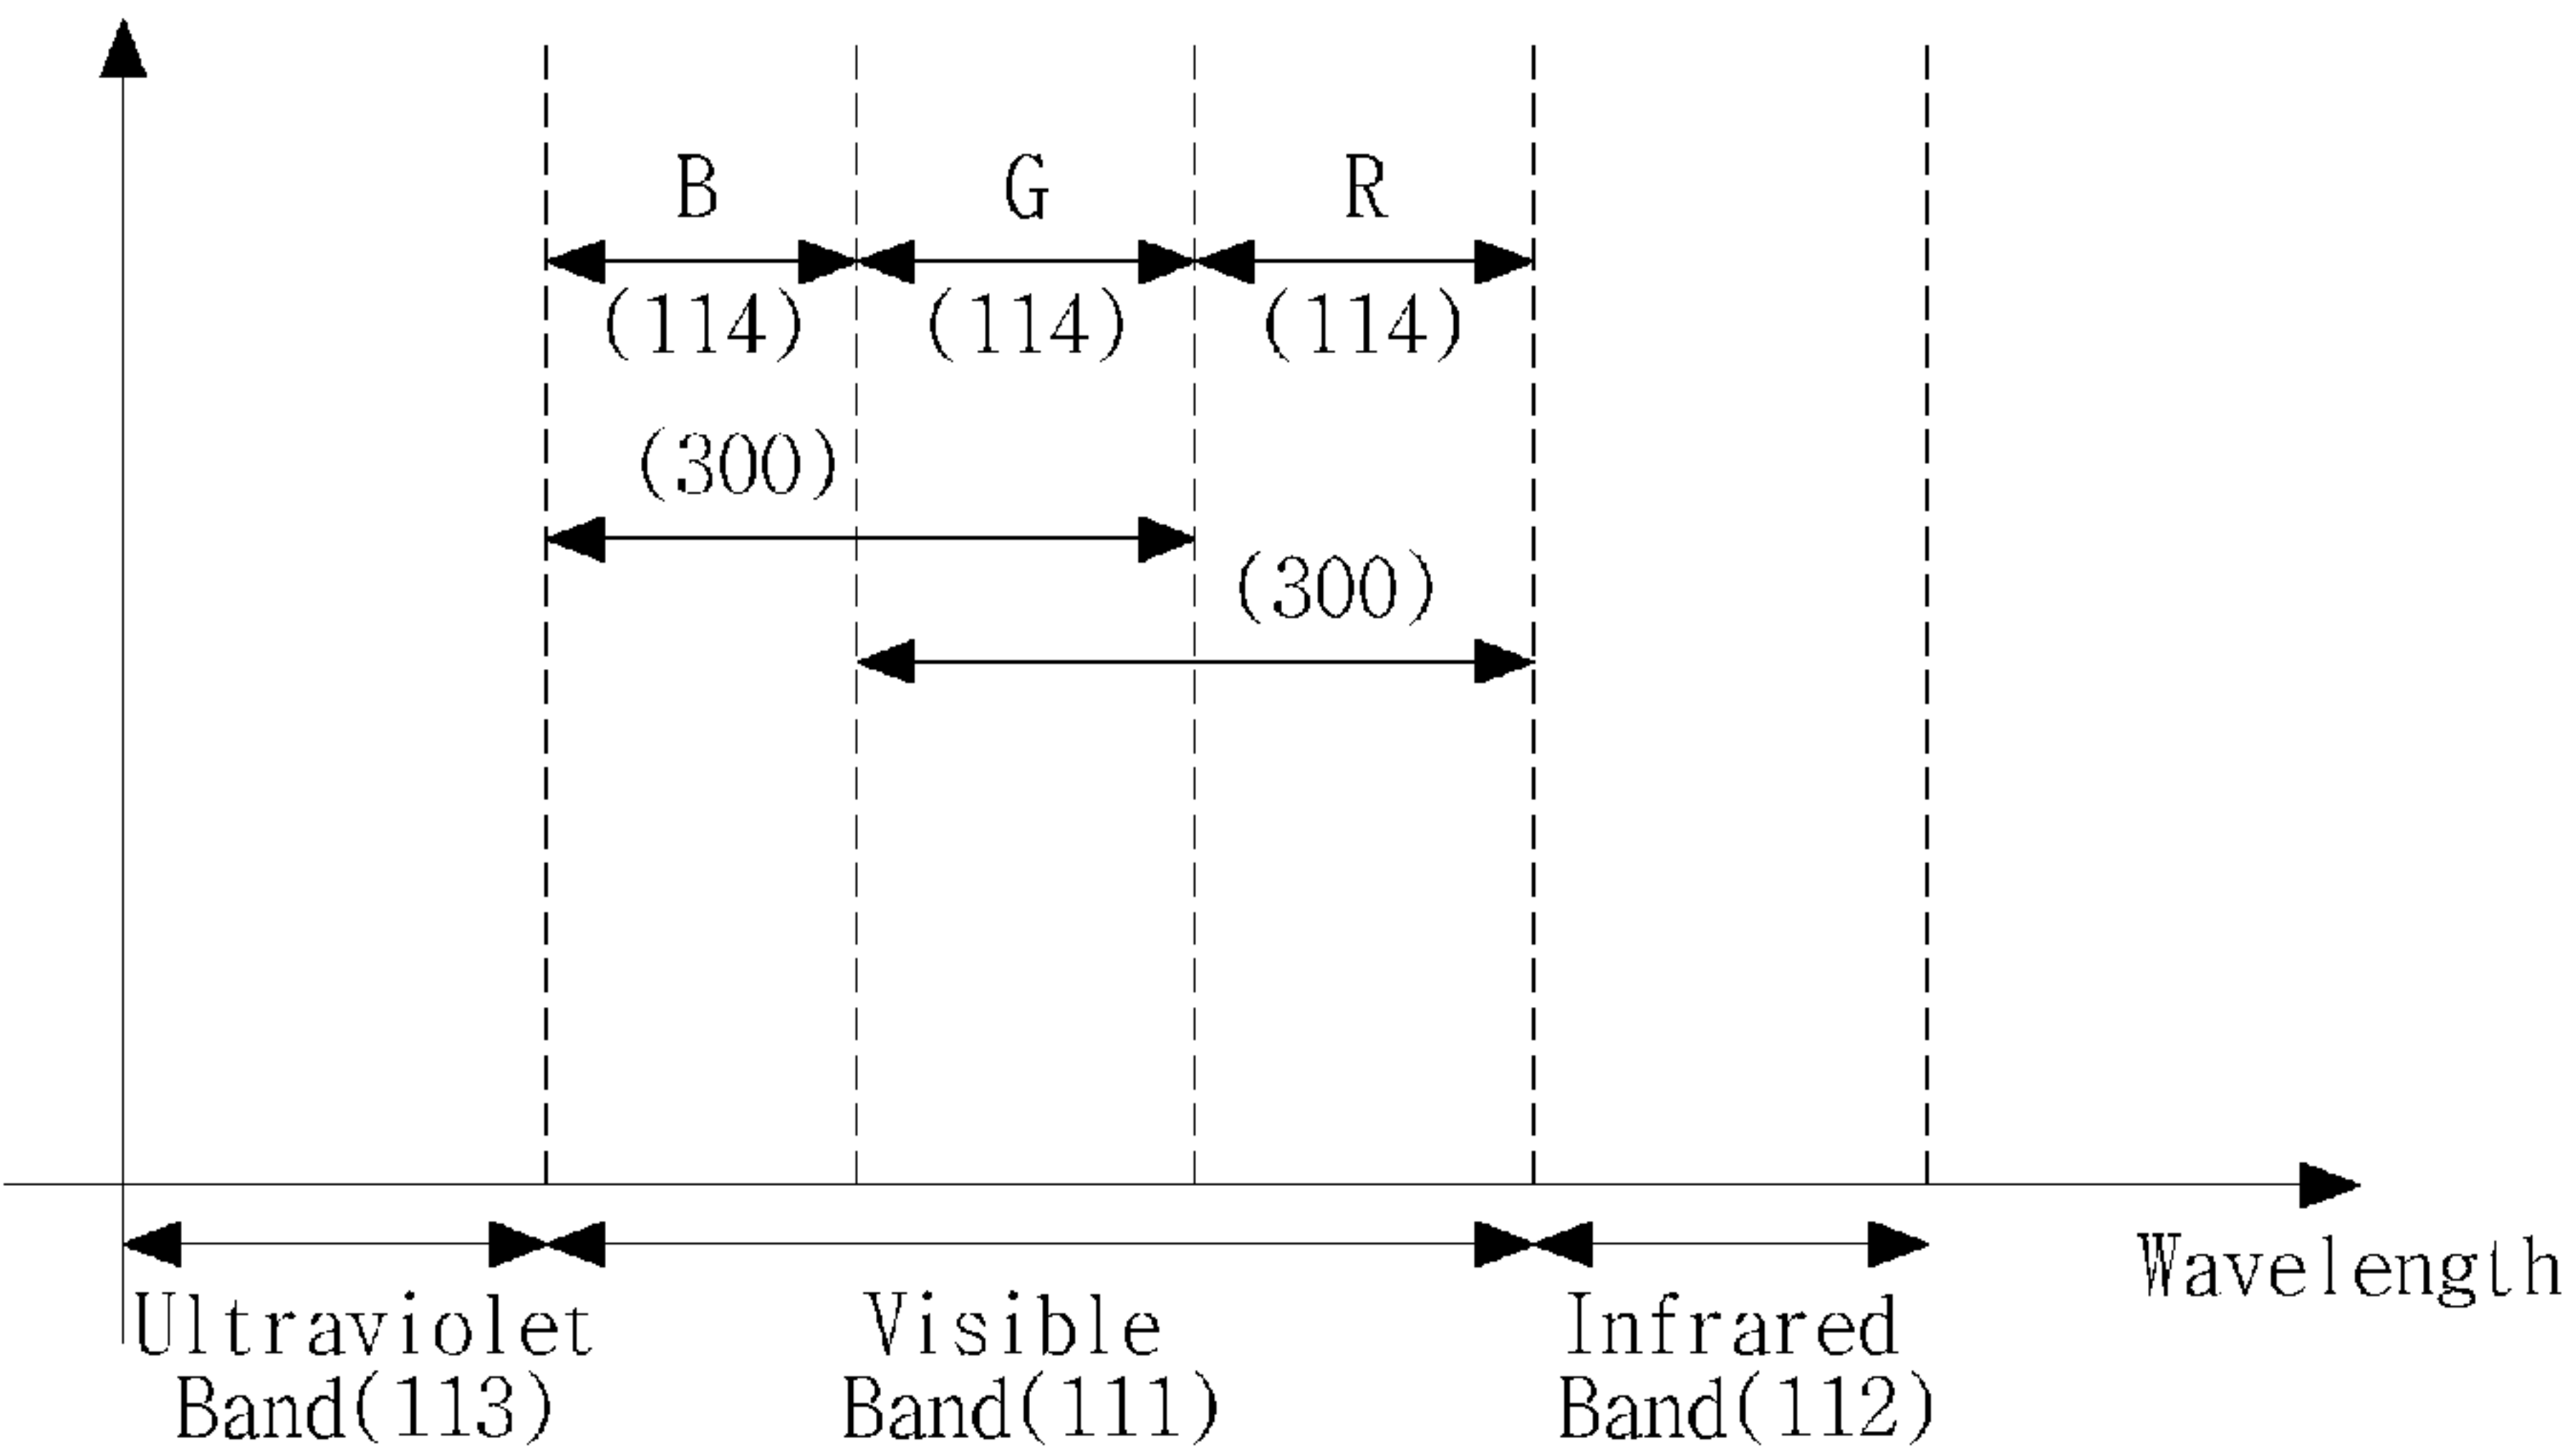 B G R
(114) (114) (114)
(300)
(300)
Wavelength
Ultraviolet Visible Infrared
Band(113) Band(111) Band(112)